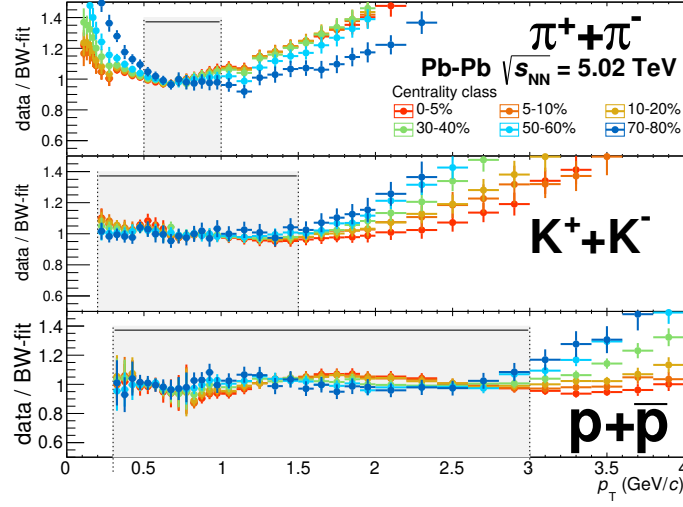 data / BW-fit
1.4
1.2
1
0.8
0.6
π⁺+π⁻
Pb-Pb √sNN = 5.02 TeV
Centrality class
0-5% 5-10% 10-20%
30-40% 50-60% 70-80%
data / BW-fit
1.4
1.2
1
0.8
0.6
K⁺+K⁻
data / BW-fit
1.4
1.2
1
0.8
0.6
p+p̅
0 0.5 1 1.5 2 2.5 3 3.5 4
pT (GeV/c)